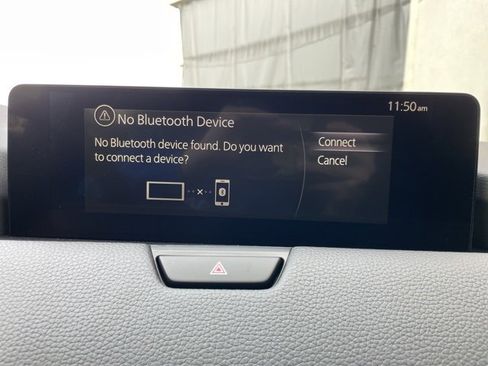 11:50am
No Bluetooth Device
No Bluetooth device found. Do you want
to connect a device?
Connect
Cancel